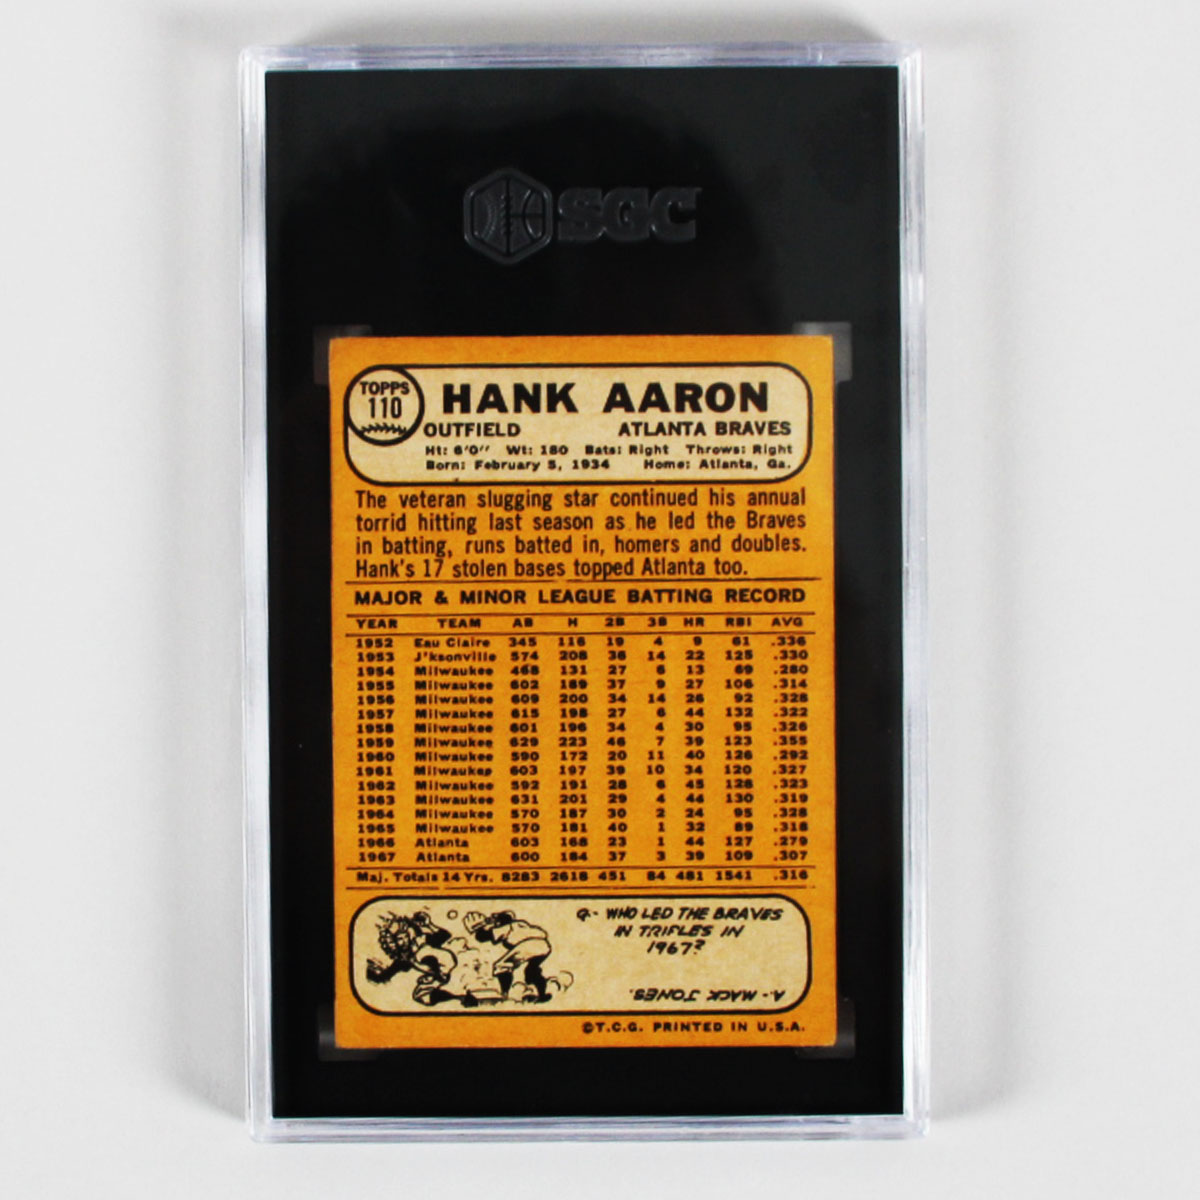 SGC
TOPPS
110
HANK AARON
OUTFIELD ATLANTA BRAVES
Ht: 6'0" Wt: 180 Bats: Right Throws: Right
Born: February 5, 1934 Home: Atlanta, Ga.
The veteran slugging star continued his annual
torrid hitting last season as he led the Braves
in batting, runs batted in, homers and doubles.
Hank's 17 stolen bases topped Atlanta too.
MAJOR & MINOR LEAGUE BATTING RECORD
YEAR TEAM AB H 2B 3B HR RBI AVG
1952 Eau Claire 345 116 19 4 9 61 .336
1953 J'ksonville 574 208 36 14 22 125 .330
1954 Milwaukee 468 131 27 6 13 69 .280
1955 Milwaukee 602 189 37 9 27 106 .314
1956 Milwaukee 609 200 34 14 26 92 .328
1957 Milwaukee 615 198 27 6 44 132 .322
1958 Milwaukee 601 196 34 4 30 95 .326
1959 Milwaukee 629 223 46 7 39 123 .355
1960 Milwaukee 590 172 20 11 40 126 .292
1961 Milwaukee 603 197 39 10 34 120 .327
1962 Milwaukee 592 191 28 6 45 128 .323
1963 Milwaukee 631 201 29 4 44 130 .319
1964 Milwaukee 570 187 30 2 24 95 .328
1965 Milwaukee 570 181 40 1 32 89 .318
1966 Atlanta 603 168 23 1 44 127 .279
1967 Atlanta 600 184 37 3 39 109 .307
Maj. Totals 14 Yrs. 8283 2618 451 84 481 1541 .316
Q- WHO LED THE BRAVES
IN TRIPLES IN
1967?
A- MACK JONES.
©T.C.G. PRINTED IN U.S.A.